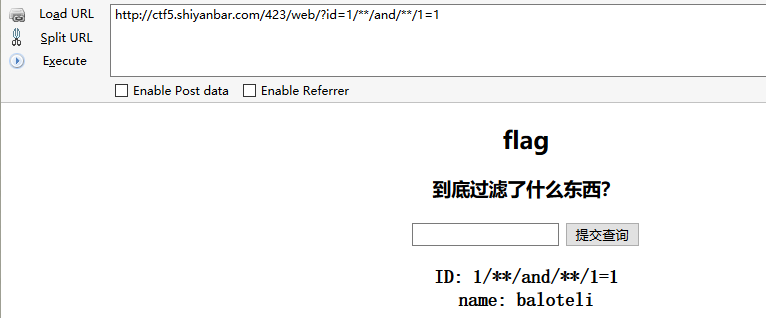 Load URL
http://ctf5.shiyanbar.com/423/web/?id=1/**/and/**/1=1
Split URL
Execute
Enable Post data
Enable Referrer
flag
到底过滤了什么东西?
提交查询
ID: 1/**/and/**/1=1
name: baloteli